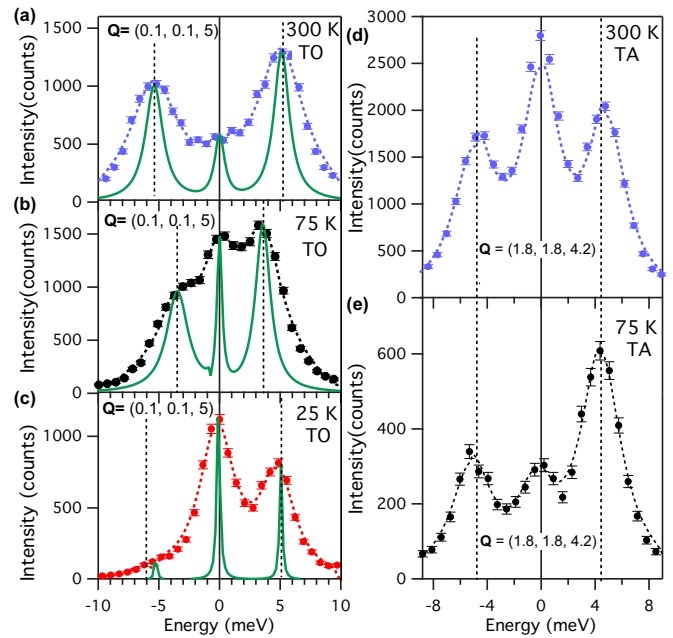 (a)
Q= (0.1, 0.1, 5)
300 K
TO
Intensity(counts)
1500
1000
500
0
(b)
Q= (0.1, 0.1, 5)
75 K
TO
Intensity(counts)
1500
1000
500
0
(c)
Q= (0.1, 0.1, 5)
25 K
TO
Intensity (counts)
1000
500
0
-10
-5
0
5
10
Energy (meV)
(d)
300 K
TA
Intensity(counts)
3000
2500
2000
1500
1000
500
0
Q = (1.8, 1.8, 4.2)
(e)
75 K
TA
Intensity(counts)
600
400
200
0
Q = (1.8, 1.8, 4.2)
-8
-4
0
4
8
Energy (meV)